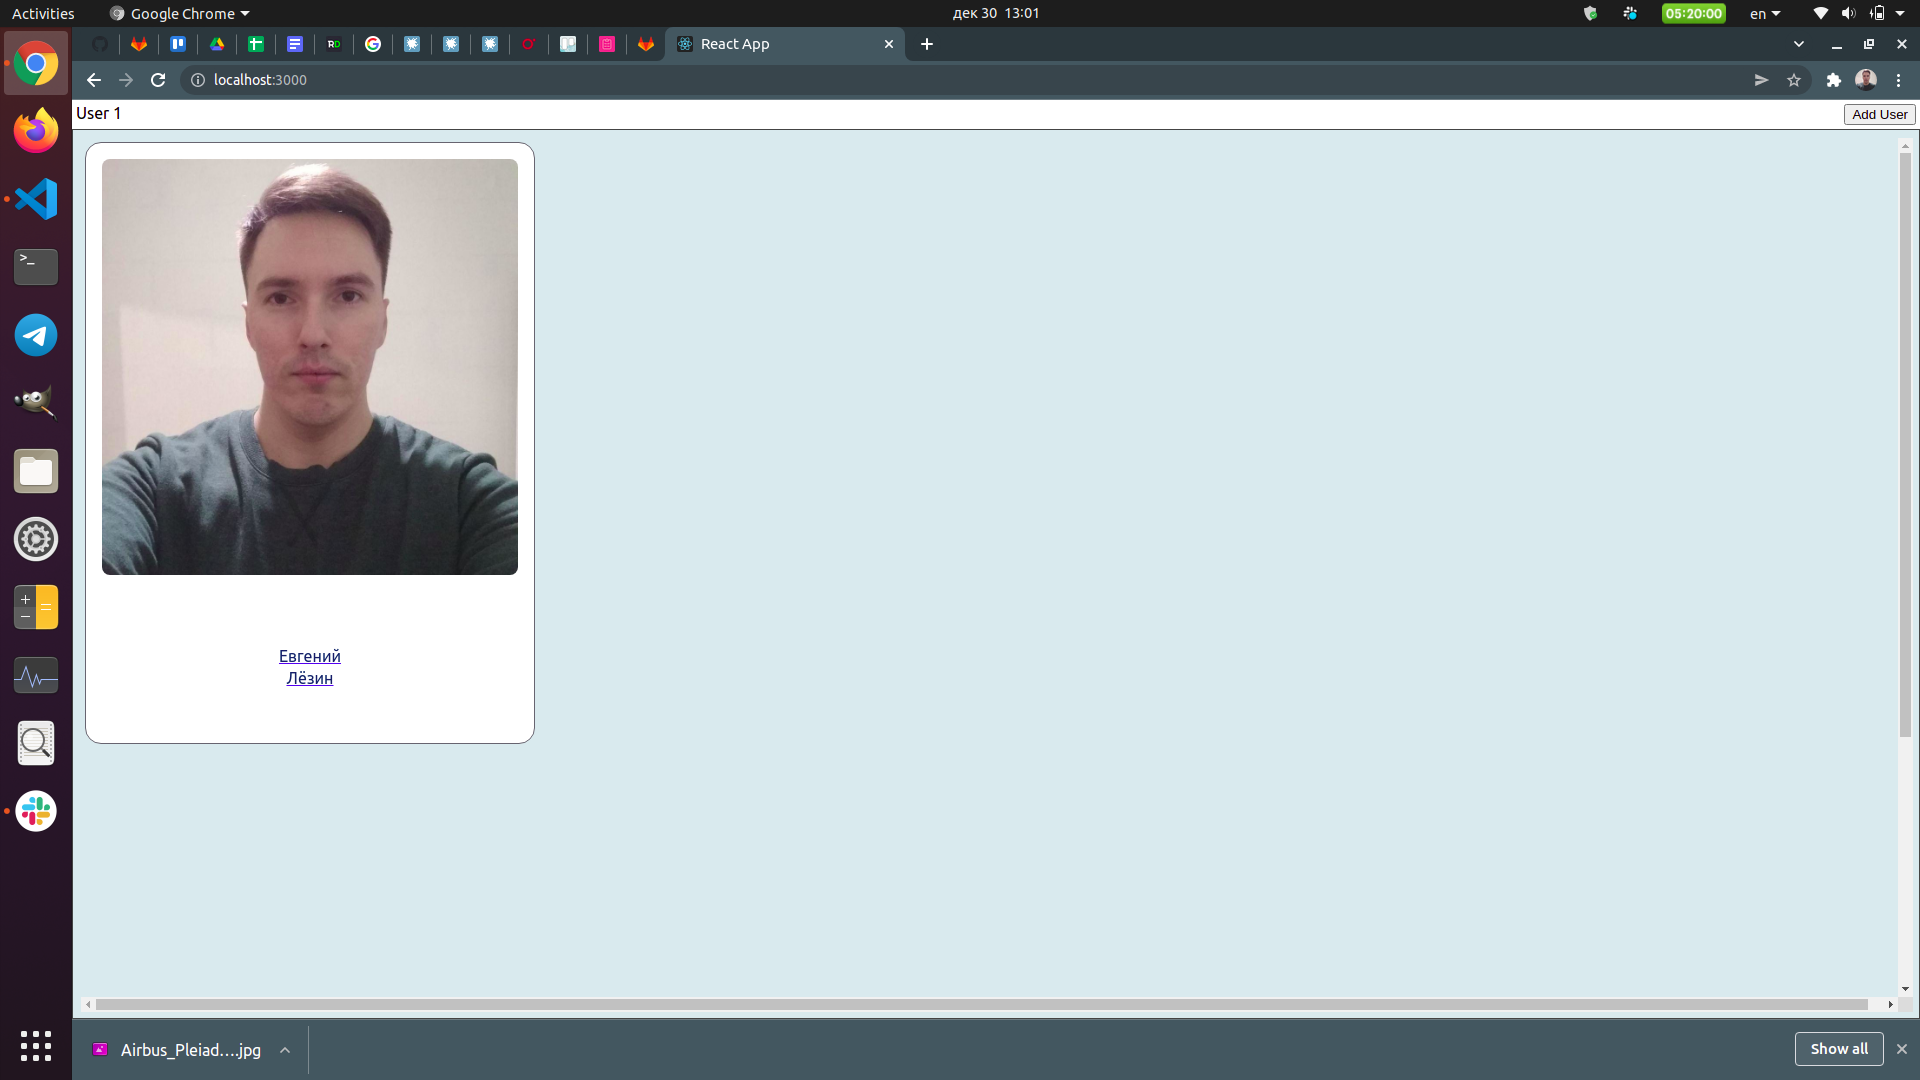 Activities
Google Chrome
дек 30 13:01
05:20:00
en
RD
React App
localhost:3000
User 1
Add User
Евгений
Лёзин
Airbus_Pleiad....jpg
Show all